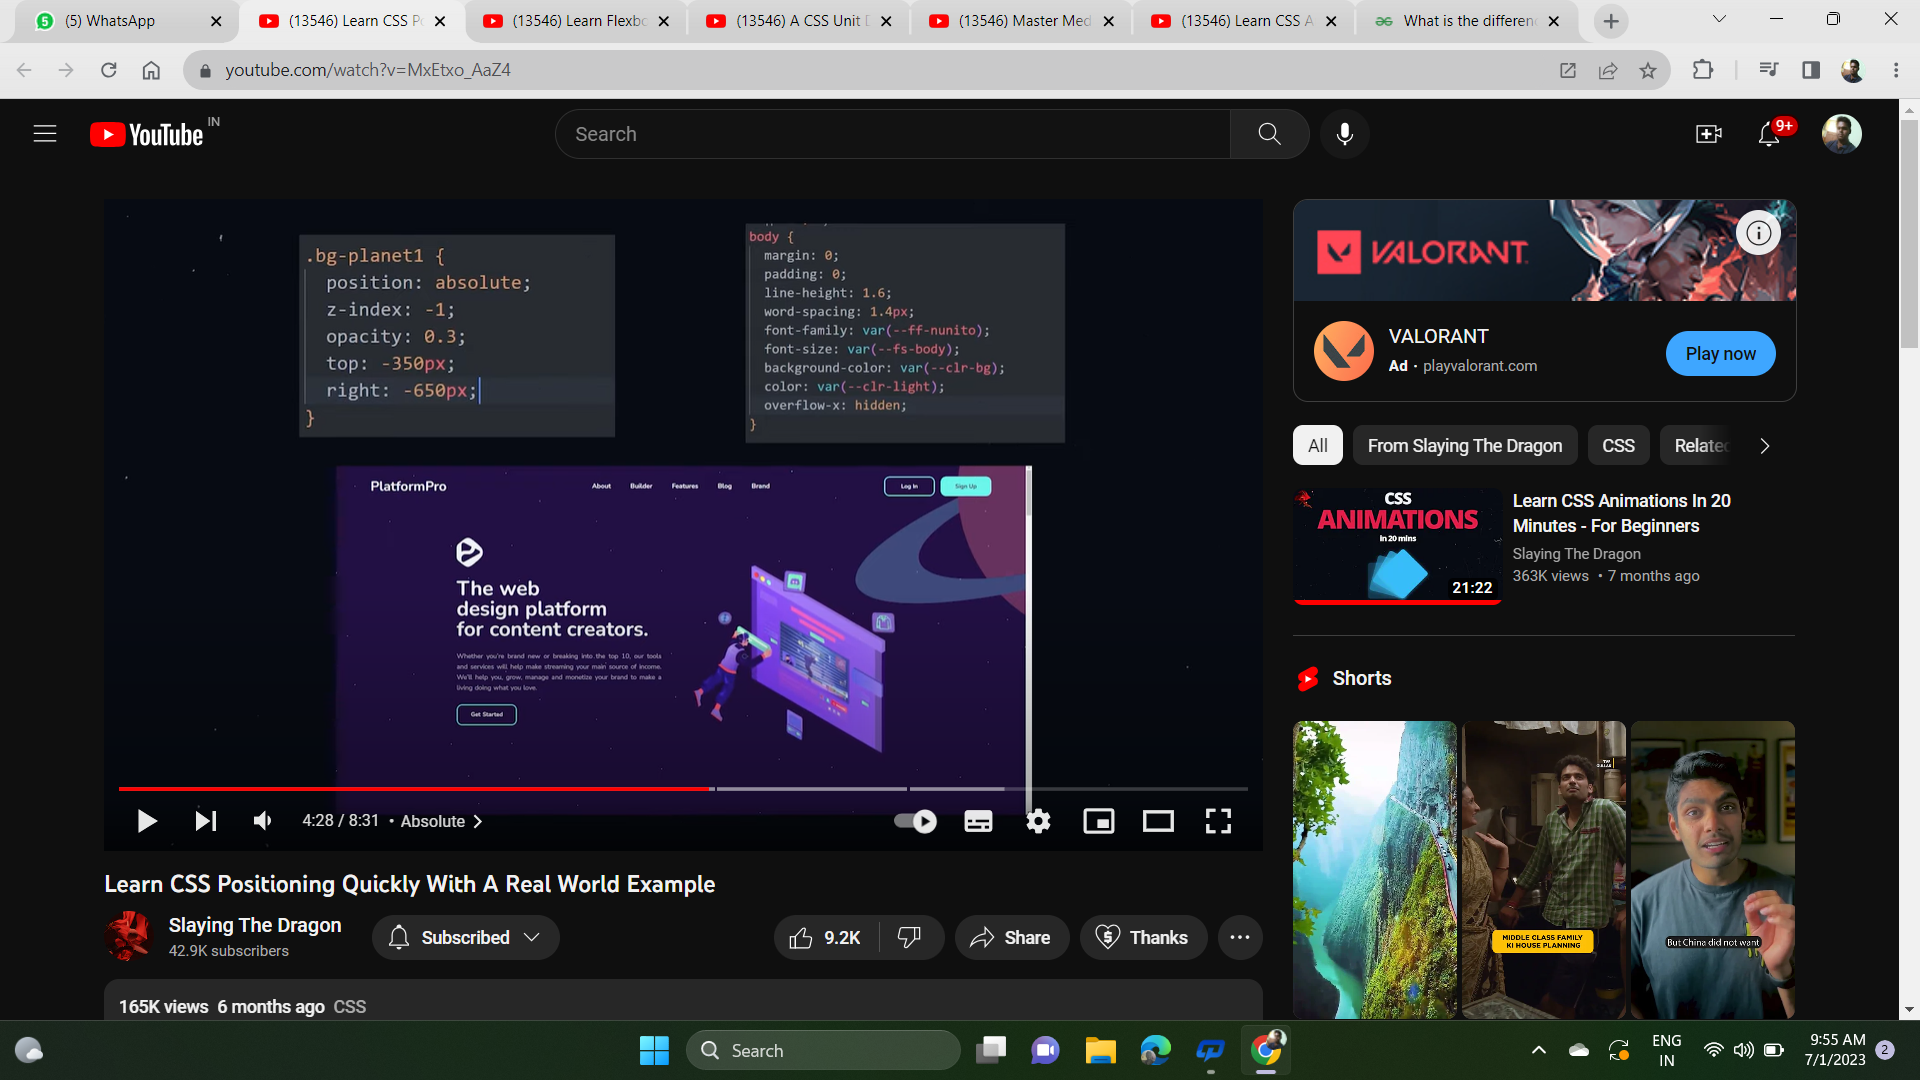 (5) WhatsApp
(13546) Learn CSS Po
(13546) Learn Flexbo
(13546) A CSS Unit D
(13546) Master Med
(13546) Learn CSS A
What is the differen
youtube.com/watch?v=MxEtxo_AaZ4
YouTube IN
Search
9+
.bg-planet1 {
position: absolute;
z-index: -1;
opacity: 0.3;
top: -350px;
right: -650px;
}
body {
margin: 0;
padding: 0;
line-height: 1.6;
word-spacing: 1.4px;
font-family: var(--ff-nunito);
font-size: var(--fs-body);
background-color: var(--clr-bg);
color: var(--clr-light);
overflow-x: hidden;
}
PlatformPro
About Builder Features Blog Brand
Log In
Sign Up
The web
design platform
for content creators.
Whether you're brand new or breaking into the top 10, our tools
and services will help make streaming your main source of income.
We'll help you, grow, manage and monetize your brand to make a
living doing what you love.
Get Started
4:28 / 8:31 • Absolute
Learn CSS Positioning Quickly With A Real World Example
Slaying The Dragon
42.9K subscribers
Subscribed
9.2K
Share
Thanks
165K views 6 months ago CSS
VALORANT
VALORANT
Ad · playvalorant.com
Play now
All
From Slaying The Dragon
CSS
Related
CSS
ANIMATIONS
In 20 mins
21:22
Learn CSS Animations In 20
Minutes - For Beginners
Slaying The Dragon
363K views • 7 months ago
Shorts
MIDDLE CLASS FAMILY
KI HOUSE PLANNING
But China did not want
Search
ENG
IN
9:55 AM
7/1/2023
2